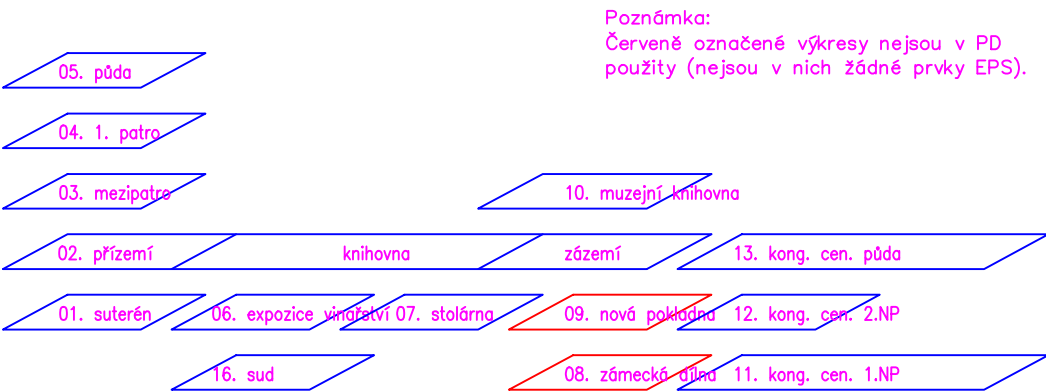 Poznámka:
Červeně označené výkresy nejsou v PD
použity (nejsou v nich žádné prvky EPS).
05. půda
04. 1. patro
03. mezipatro
10. muzejní knihovna
02. přízemí
knihovna
zázemí
13. kong. cen. půda
01. suterén
06. expozice vinařství
07. stolárna
09. nová pokladna
12. kong. cen. 2.NP
16. sud
08. zámecká dílna
11. kong. cen. 1.NP